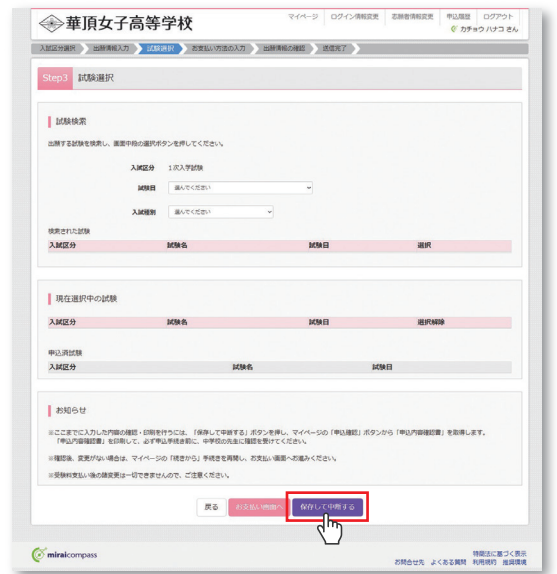 華頂女子高等学校
マイページ ログイン情報変更 志願者情報変更 申込履歴 ログアウト
カチョウ ハナコ さん
入試区分選択 出願情報入力 試験選択 お支払い方法の入力 出願情報の確認 送信完了
Step3 試験選択
試験検索
出願する試験を検索し、画面中段の選択ボタンを押してください。
入試区分 1次入学試験
試験日 選んでください
入試種別 選んでください
検索された試験
入試区分 試験名 試験日 選択
現在選択中の試験
入試区分 試験名 試験日 選択解除
申込済試験
入試区分 試験名 試験日
お知らせ
※ここまでに入力した内容の確認・印刷を行うには、「保存して中断する」ボタンを押し、マイページの「申込確認」ボタンから「申込内容確認書」を取得します。
「申込内容確認書」を印刷して、必ず申込手続き前に、中学校の先生に確認を受けてください。
※確認後、変更がない場合は、マイページの「続きから」手続きを再開し、お支払い画面へお進みください。
※受験料支払い後の願変更は一切できませんので、ご注意ください。
戻る お支払い画面へ 保存して中断する
miraicompass
特商法に基づく表示
お問合せ先 よくある質問 利用規約 推奨環境